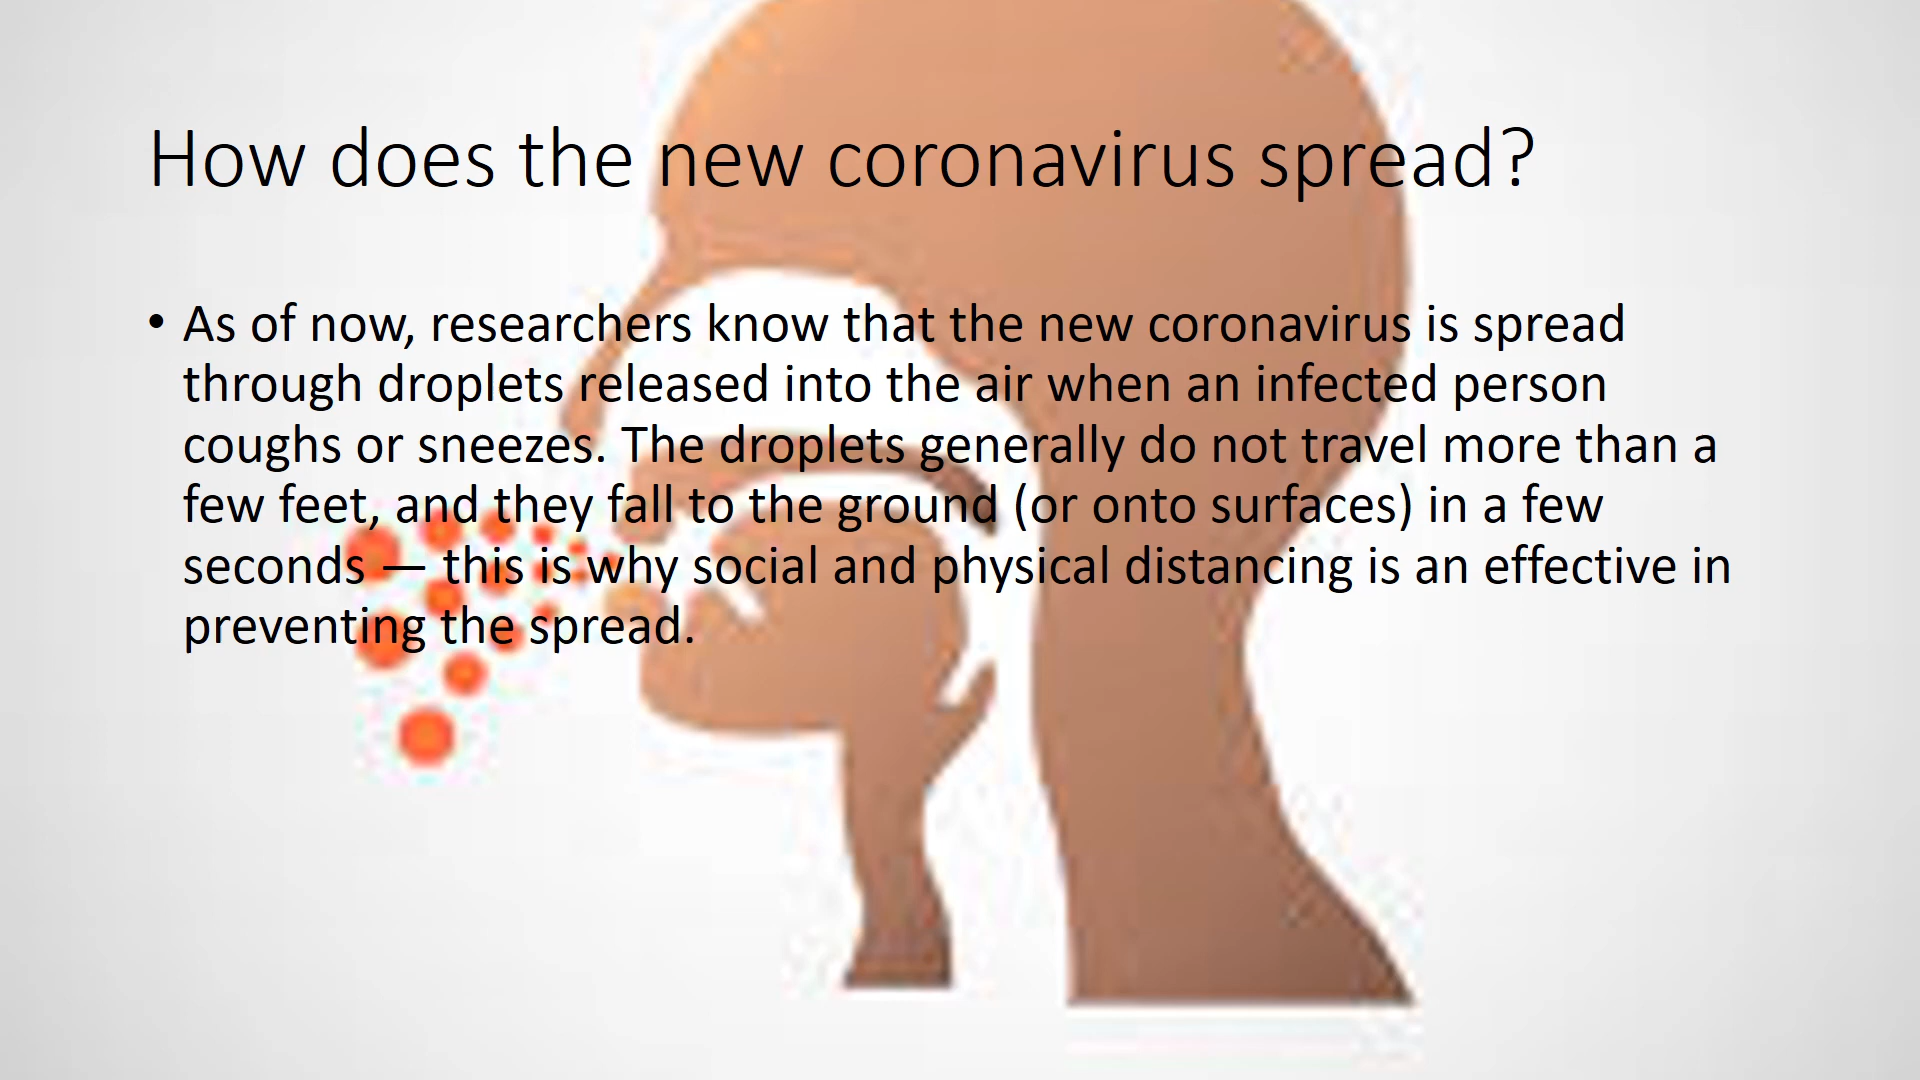 How does the new coronavirus spread?
• As of now, researchers know that the new coronavirus is spread
through droplets released into the air when an infected person
coughs or sneezes. The droplets generally do not travel more than a
few feet, and they fall to the ground (or onto surfaces) in a few
seconds — this is why social and physical distancing is an effective in
preventing the spread.